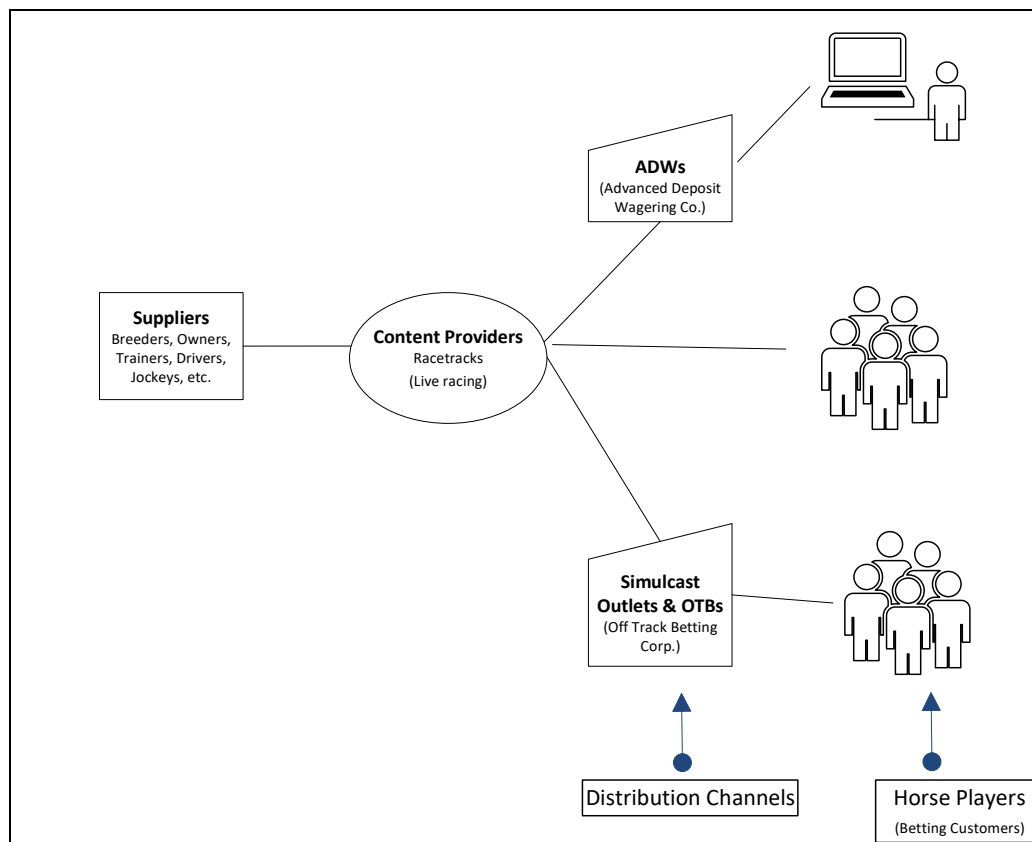 ADWs
(Advanced Deposit
Wagering Co.)
Suppliers
Breeders, Owners,
Trainers, Drivers,
Jockeys, etc.
Content Providers
Racetracks
(Live racing)
Simulcast
Outlets & OTBs
(Off Track Betting
Corp.)
Distribution Channels
Horse Players
(Betting Customers)